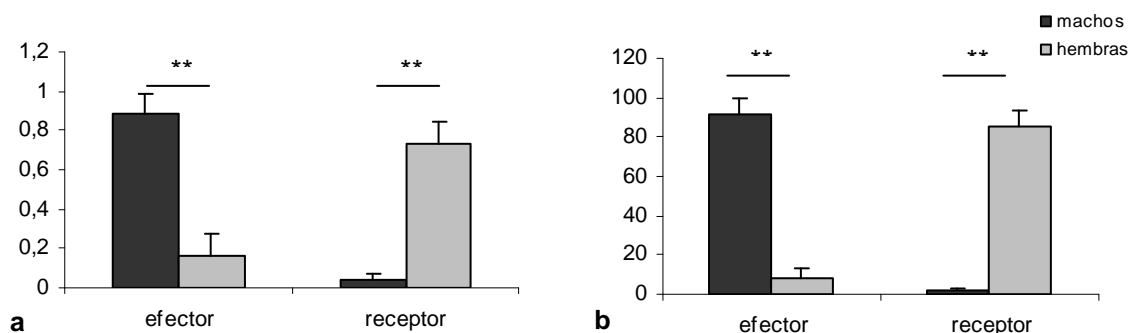 1,2
1
0,8
0,6
0,4
0,2
0
**
**
efector
receptor
a
machos
hembras
120
100
80
60
40
20
0
**
**
efector
receptor
b